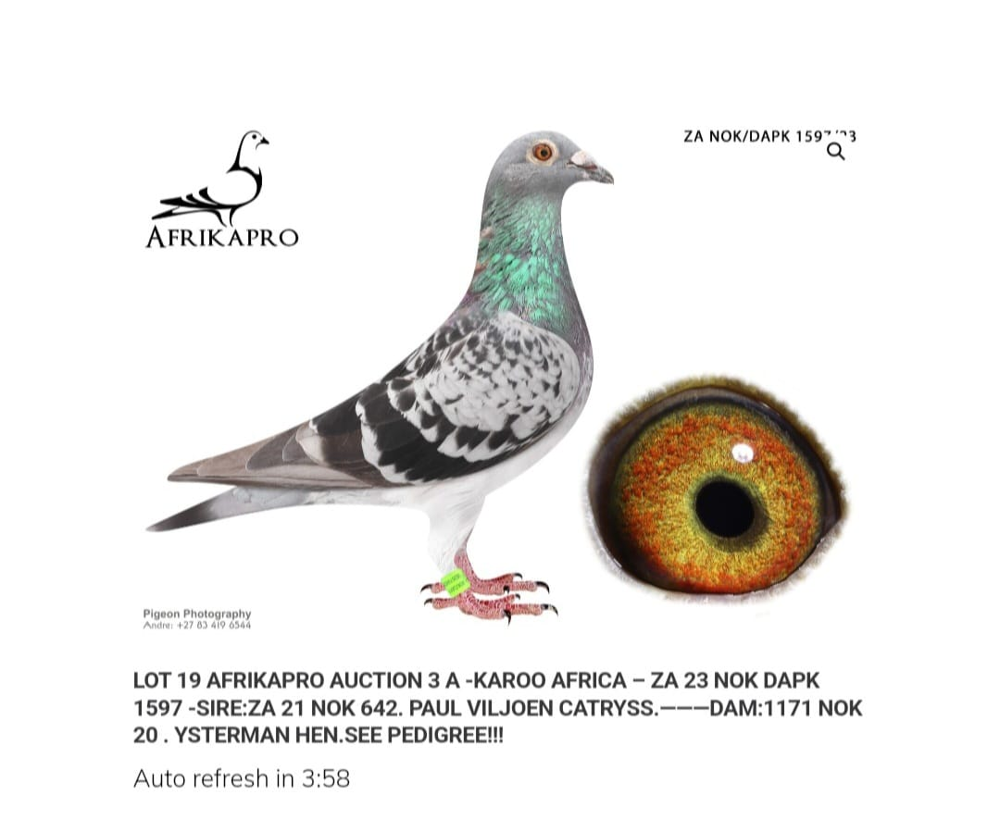 AFRIKAPRO
ZA NOK/DAPK 1597/23
Pigeon Photography
Andre: +27 83 419 6544
LOT 19 AFRIKAPRO AUCTION 3 A -KAROO AFRICA – ZA 23 NOK DAPK
1597 -SIRE:ZA 21 NOK 642. PAUL VILJOEN CATRYSS.———DAM:1171 NOK
20 . YSTERMAN HEN.SEE PEDIGREE!!!
Auto refresh in 3:58